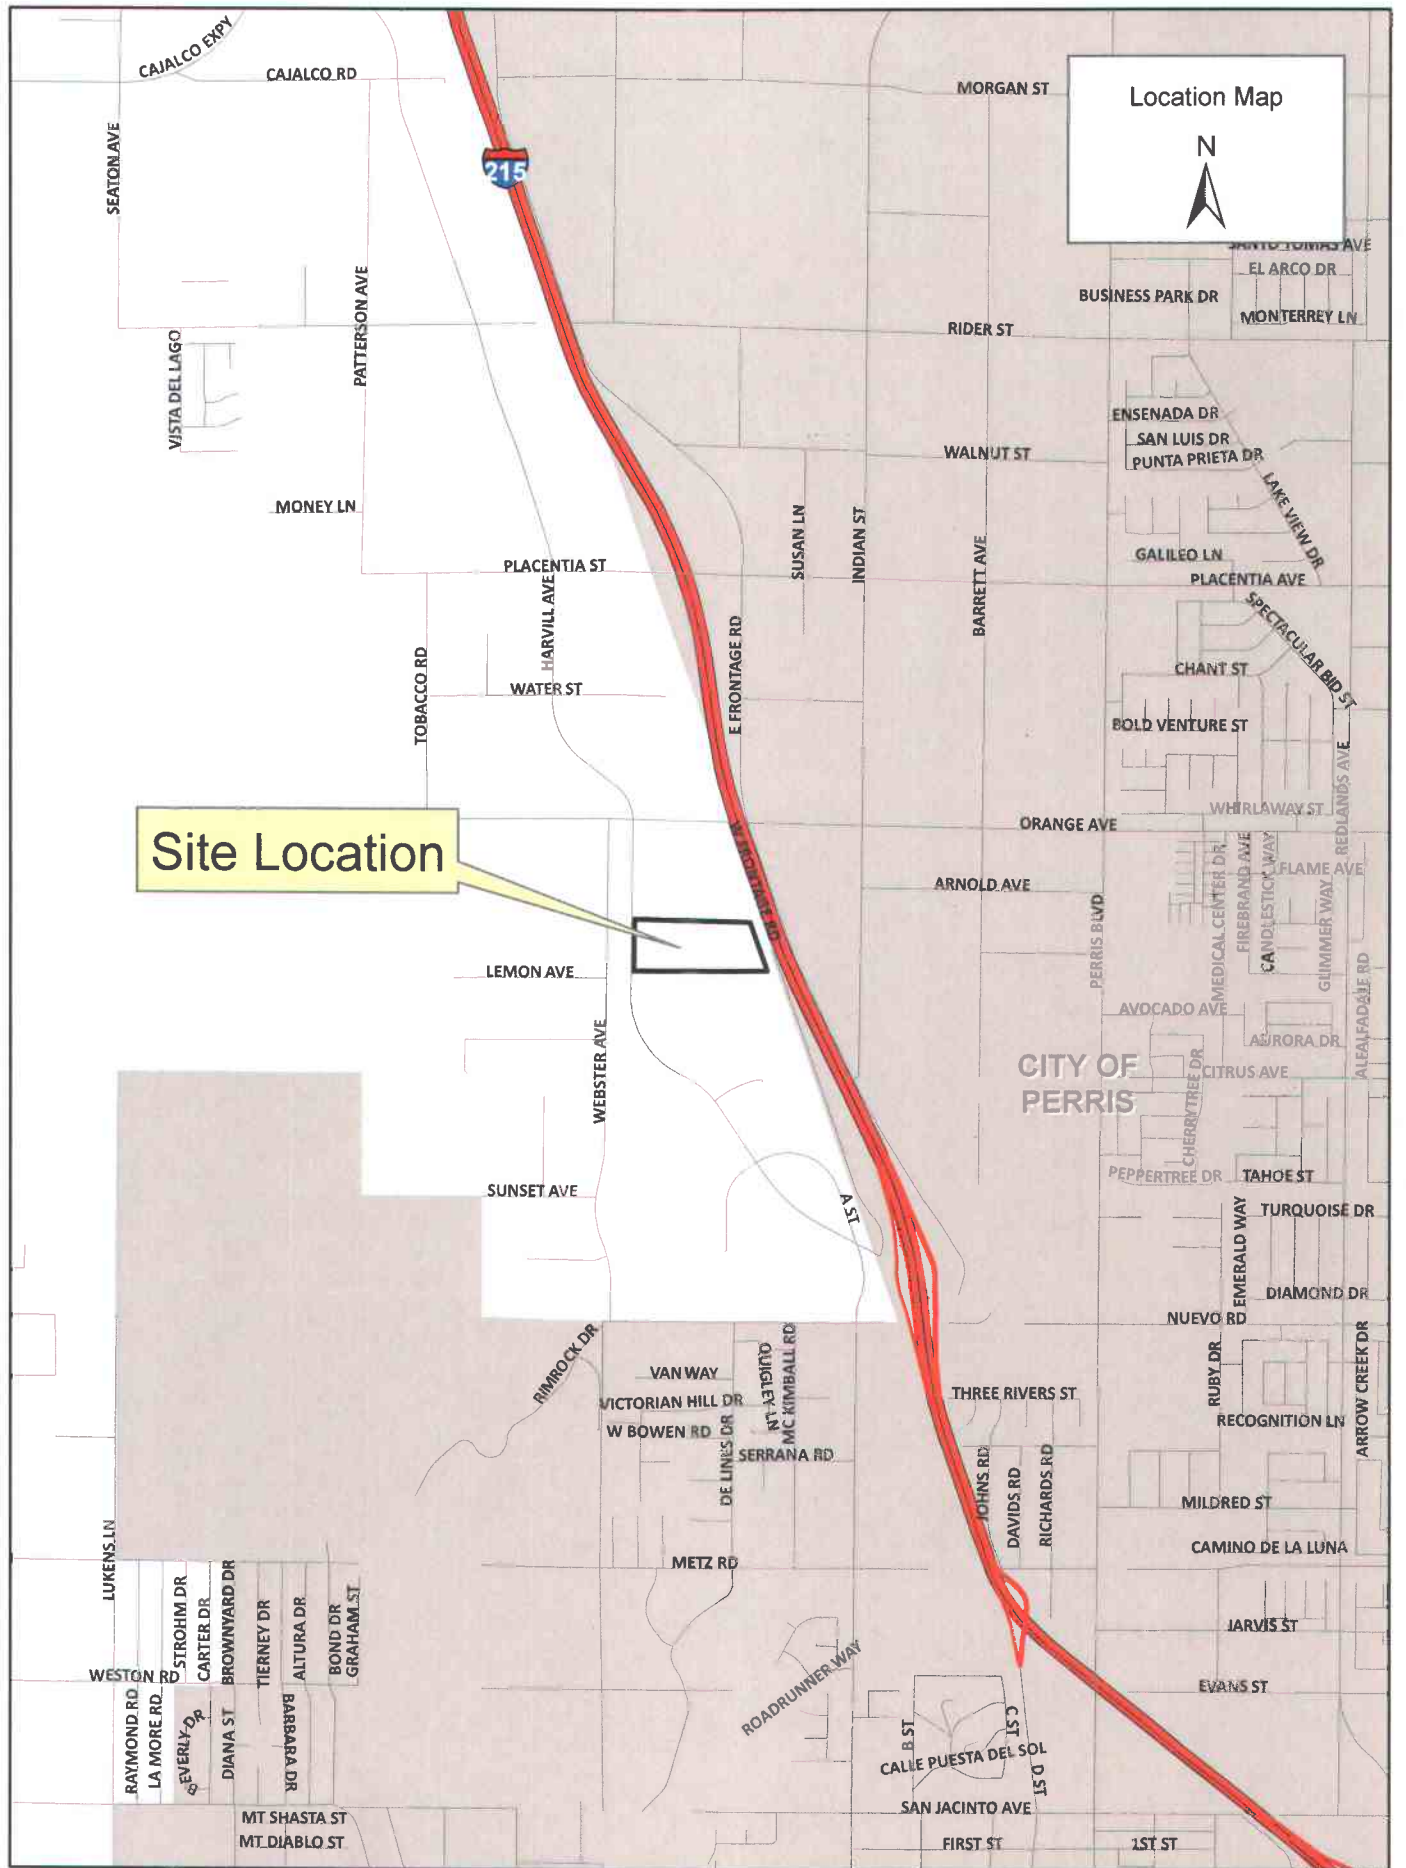 CAJALCO EXPY
CAJALCO RD
MORGAN ST
Location Map
N
SEATON AVE
215
SANTO TOMAS AVE
EL ARCO DR
BUSINESS PARK DR
MONTERREY LN
PATTERSON AVE
RIDER ST
VISTA DEL LAGO
ENSENADA DR
SAN LUIS DR
PUNTA PRIETA DR
WALNUT ST
LAKE VIEW DR
MONEY LN
SUSAN LN
INDIAN ST
BARRETT AVE
GALILEO LN
PLACENTIA ST
PLACENTIA AVE
HARVILL AVE
SPECTACULAR BID ST
E FRONTAGE RD
TOBACCO RD
WATER ST
CHANT ST
BOLD VENTURE ST
REDLANDS AVE
WHIRLAWAY ST
ORANGE AVE
Site Location
W FRONTAGE RD
ARNOLD AVE
MEDICAL CENTER DR
FIREBRAND AVE
CANDLESTICK WAY
FLAME AVE
GLIMMER WAY
PERRIS BLVD
LEMON AVE
AVOCADO AVE
ALFALFADALE RD
AURORA DR
WEBSTER AVE
CITY OF
PERRIS
CHERRYTREE DR
CITRUS AVE
PEPPERTREE DR
TAHOE ST
SUNSET AVE
A ST
TURQUOISE DR
EMERALD WAY
DIAMOND DR
NUEVO RD
RIMROCK DR
VAN WAY
QUIGLEY LN
MC KIMBALL RD
RUBY DR
ARROW CREEK DR
VICTORIAN HILL DR
THREE RIVERS ST
W BOWEN RD
RECOGNITION LN
DE LINES DR
SERRANA RD
JOHNS RD
DAVIDS RD
RICHARDS RD
MILDRED ST
LUKENS LN
METZ RD
CAMINO DE LA LUNA
STROHM DR
CARTER DR
BROWNYARD DR
TIERNEY DR
ALTURA DR
BOND DR
GRAHAM ST
JARVIS ST
WESTON RD
EVANS ST
RAYMOND RD
LA MORE RD
BEVERLY DR
DIANA ST
BARBARA DR
ROADRUNNER WAY
B ST
C ST
CALLE PUESTA DEL SOL
D ST
SAN JACINTO AVE
MT SHASTA ST
MT DIABLO ST
FIRST ST
1ST ST